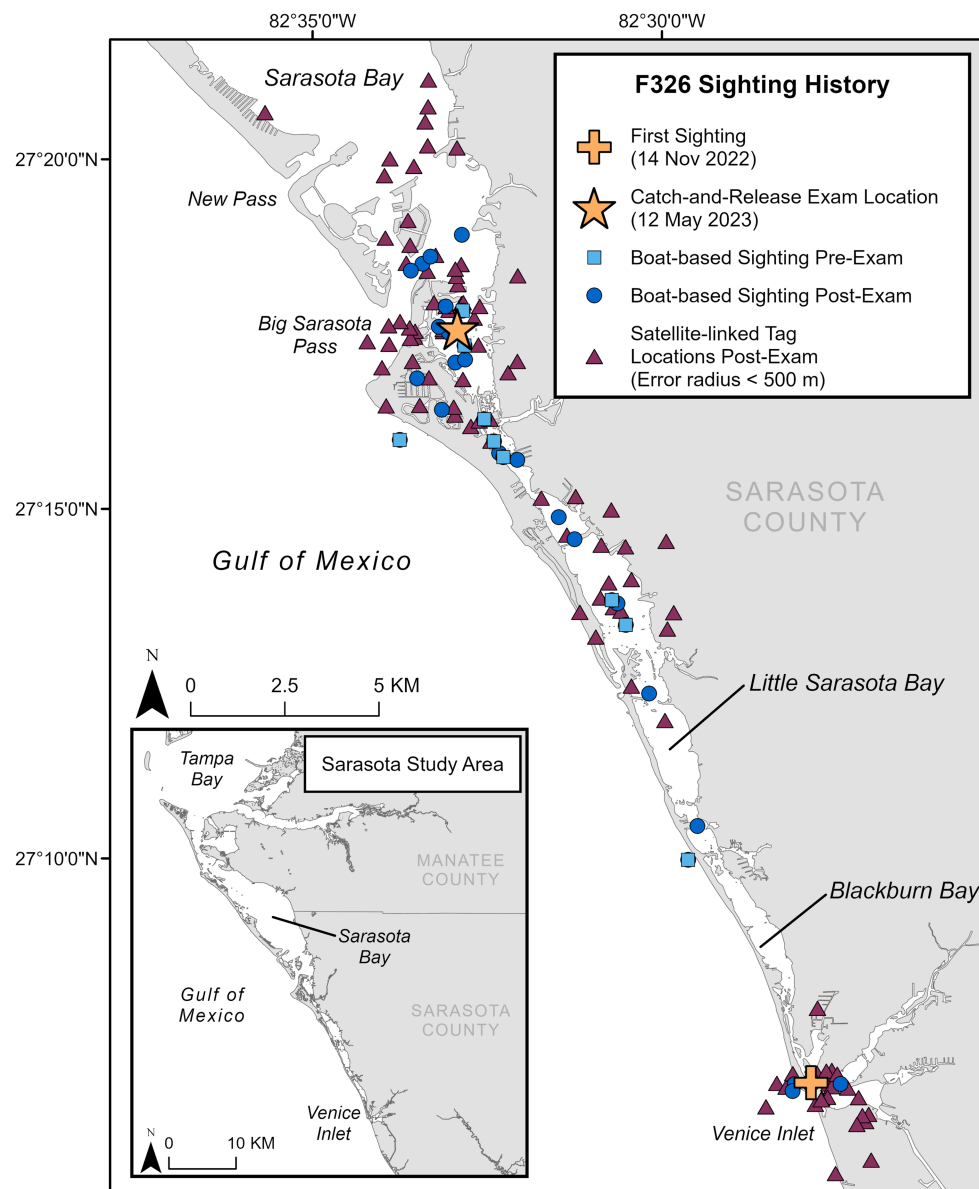 82°35'0"W
82°30'0"W
Sarasota Bay
F326 Sighting History
First Sighting
(14 Nov 2022)
Catch-and-Release Exam Location
(12 May 2023)
Boat-based Sighting Pre-Exam
Boat-based Sighting Post-Exam
Satellite-linked Tag
Locations Post-Exam
(Error radius < 500 m)
27°20'0"N
New Pass
Big Sarasota
Pass
SARASOTA
COUNTY
27°15'0"N
Gulf of Mexico
N
0 2.5 5 KM
Little Sarasota Bay
Sarasota Study Area
Tampa
Bay
MANATEE
COUNTY
Sarasota
Bay
Gulf of
Mexico
SARASOTA
COUNTY
Venice
Inlet
N
0 10 KM
27°10'0"N
Blackburn Bay
Venice Inlet